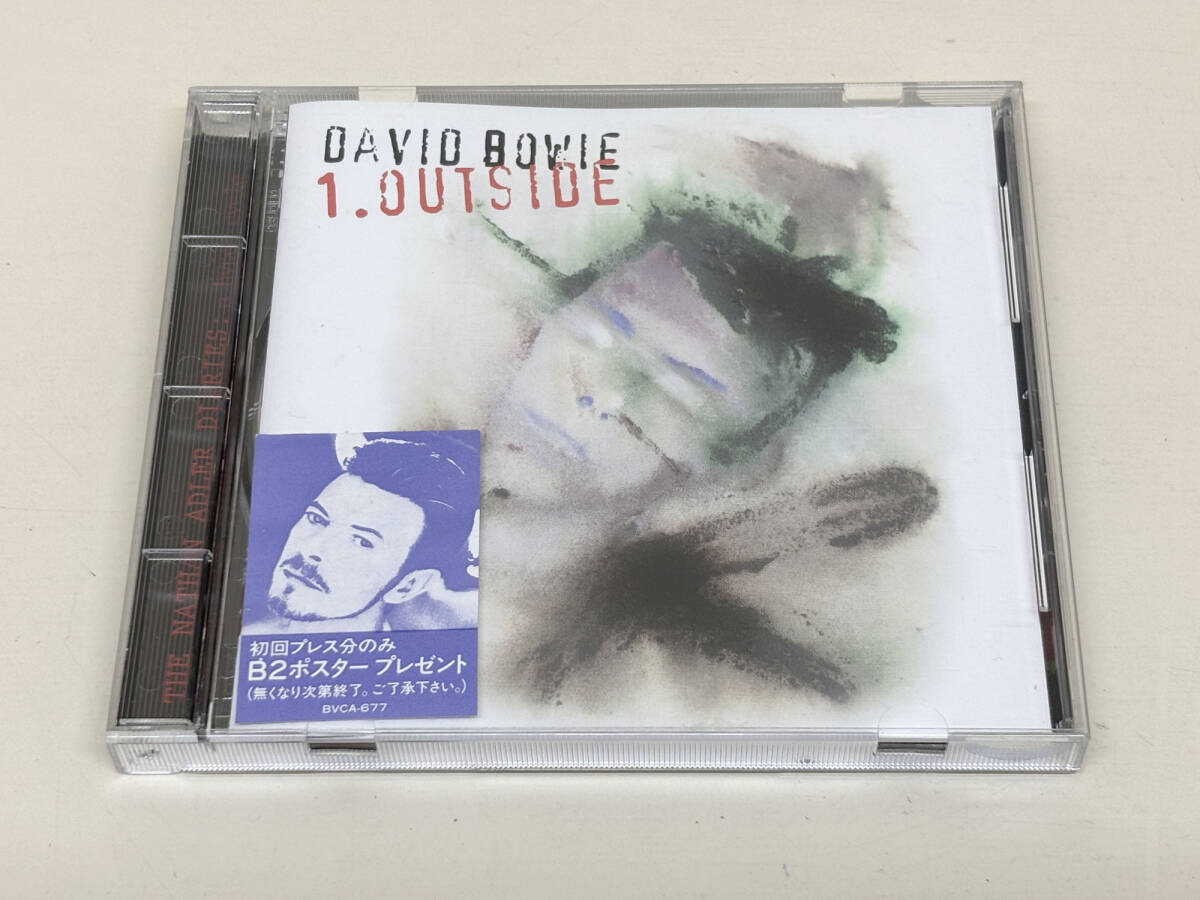 DAVID BOWIE
1.OUTSIDE
THE NATHAN ADLER DIARIES:
初回プレス分のみ
B2ポスター プレゼント
(無くなり次第終了。ご了承下さい。)
BVCA-677